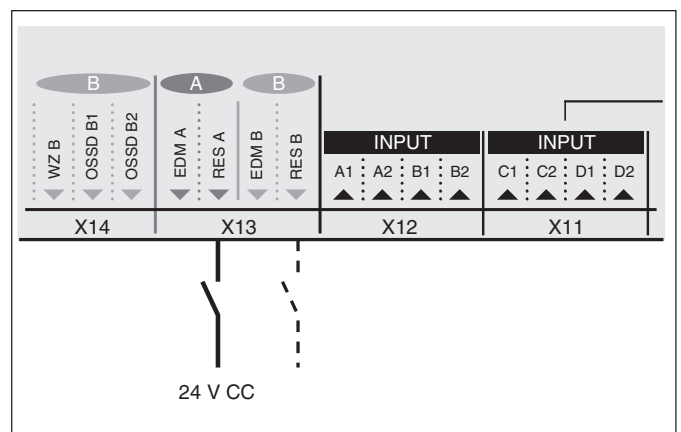 B A B
WZ B OSSD B1 OSSD B2 EDM A RES A EDM B RES B
INPUT INPUT
A1 A2 B1 B2 C1 C2 D1 D2
X14 X13 X12 X11
24 V CC